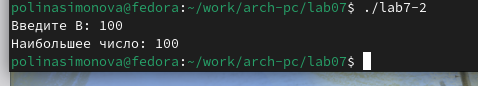 polinasimonova@fedora:~/work/arch-pc/lab07$ ./lab7-2
Введите В: 100
Наибольшее число: 100
polinasimonova@fedora:~/work/arch-pc/lab07$